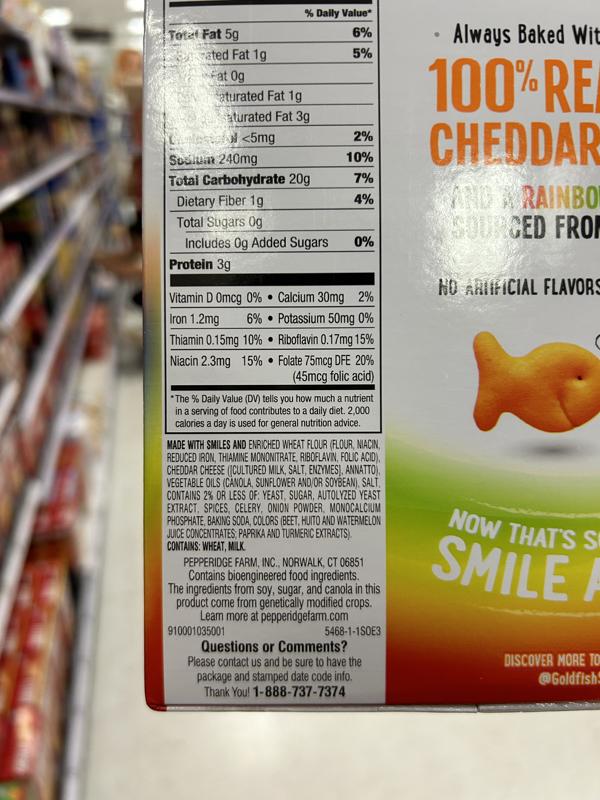 % Daily Value*
Total Fat 5g 6%
Saturated Fat 1g 5%
Fat 0g
Fat 1g
Fat 3g
<5mg 2%
Sodium 240mg 10%
Total Carbohydrate 20g 7%
Dietary Fiber 1g 4%
Total Sugars 0g
Includes 0g Added Sugars 0%
Protein 3g
Vitamin D 0mcg 0% • Calcium 30mg 2%
Iron 1.2mg 6% • Potassium 50mg 0%
Thiamin 0.15mg 10% • Riboflavin 0.17mg 15%
Niacin 2.3mg 15% • Folate 75mcg DFE 20%
(45mcg folic acid)
*The % Daily Value (DV) tells you how much a nutrient
in a serving of food contributes to a daily diet. 2,000
calories a day is used for general nutrition advice.
MADE WITH SMILES AND ENRICHED WHEAT FLOUR (FLOUR, NIACIN,
REDUCED IRON, THIAMINE MONONITRATE, RIBOFLAVIN, FOLIC ACID),
CHEDDAR CHEESE ([CULTURED MILK, SALT, ENZYMES], ANNATTO),
VEGETABLE OILS (CANOLA, SUNFLOWER AND/OR SOYBEAN), SALT,
CONTAINS 2% OR LESS OF: YEAST, SUGAR, AUTOLYZED YEAST
EXTRACT, SPICES, CELERY, ONION POWDER, MONOCALCIUM
PHOSPHATE, BAKING SODA, COLORS (BEET, HUITO AND WATERMELON
JUICE CONCENTRATES, PAPRIKA AND TURMERIC EXTRACTS).
CONTAINS: WHEAT, MILK.
PEPPERIDGE FARM, INC., NORWALK, CT 06851
Contains bioengineered food ingredients.
The ingredients from soy, sugar, and canola in this
product come from genetically modified crops.
Learn more at pepperidgefarm.com
910001035001 5468-1-1SOE3
Questions or Comments?
Please contact us and be sure to have the
package and stamped date code info.
Thank You! 1-888-737-7374
• Always Baked Wit
100% REA
CHEDDAR
AND A RAINBO
SOURCED FROM
NO ARTIFICIAL FLAVORS
NOW THAT'S SO
SMILE A
DISCOVER MORE TO
@GoldfishS